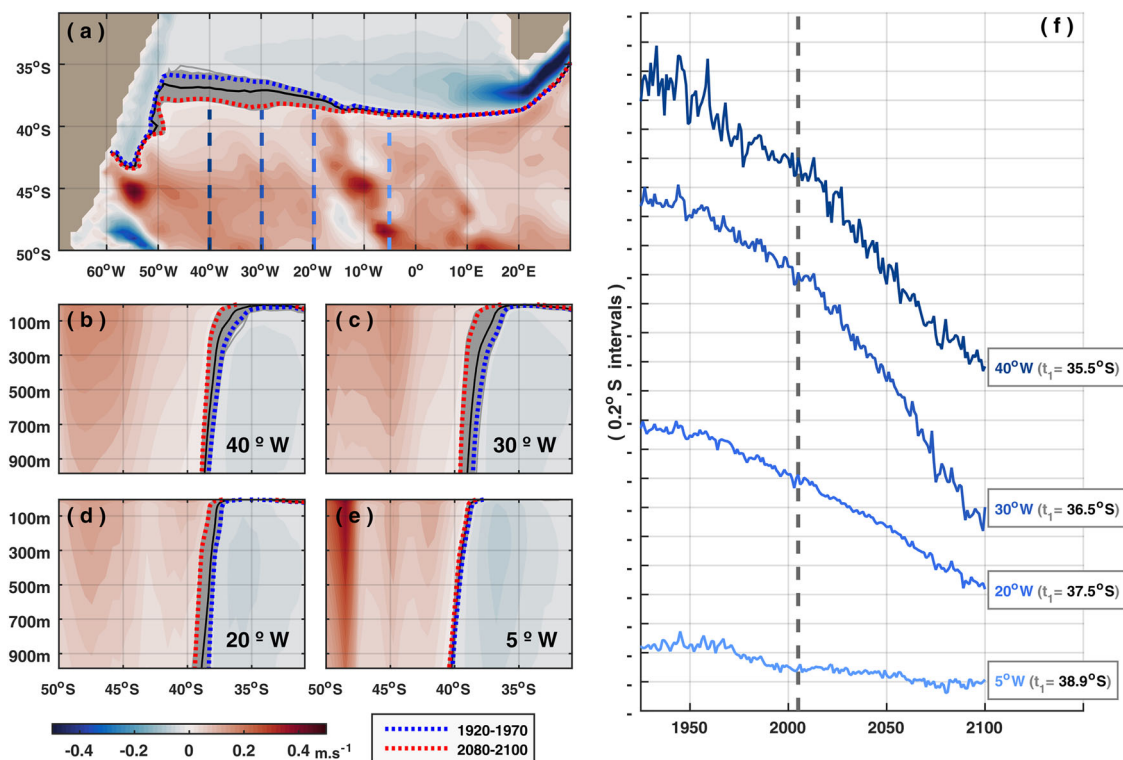 ( a )
35°S
40°S
45°S
50°S
60°W 50°W 40°W 30°W 20°W 10°W 0° 10°E 20°E
( b )
100m
300m
500m
700m
900m
40 º W
( c )
30 º W
( d )
100m
300m
500m
700m
900m
20 º W
( e )
5 º W
50°S 45°S 40°S 35°S 50°S 45°S 40°S 35°S
-0.4 -0.2 0 0.2 0.4 m.s⁻¹
1920-1970
2080-2100
( f )
( 0.2° S intervals )
40°W (t₁= 35.5°S)
30°W (t₁= 36.5°S)
20°W (t₁= 37.5°S)
5°W (t₁= 38.9°S)
1950 2000 2050 2100